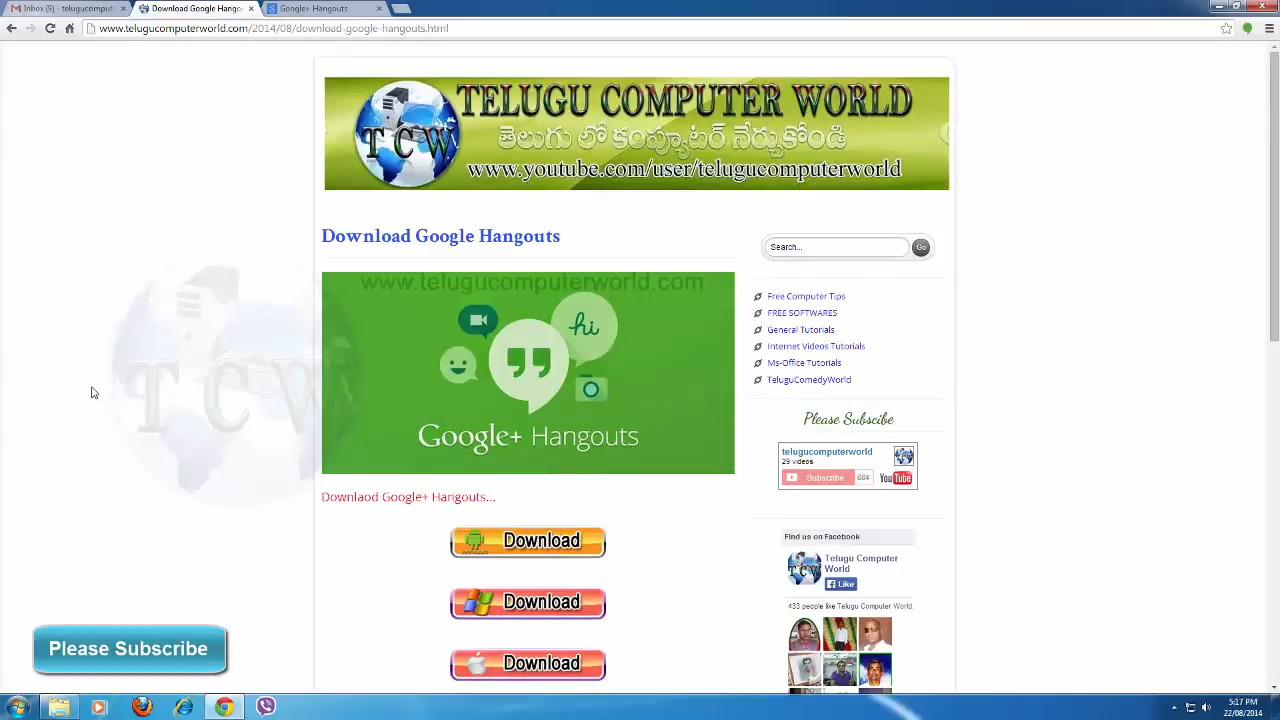 Inbox (9) - telugucomput
Download Google Hango
Google+ Hangouts
www.telugucomputerworld.com/2014/08/download-google-hangouts.html
TELUGU COMPUTER WORLD
TCW
తెలుగు లో కంప్యూటర్ నేర్చుకోండి
www.youtube.com/user/telugucomputerworld
Download Google Hangouts
Search...
Go
www.telugucomputerworld.com
hi
Google+ Hangouts
Free Computer Tips
FREE SOFTWARES
General Tutorials
Internet Videos Tutorials
Ms-Office Tutorials
TeluguComedyWorld
Please Subscibe
telugucomputerworld
29 videos
Subscribe
684
YouTube
TCW
Downlaod Google+ Hangouts...
Download
Download
Download
Find us on Facebook
TCW
Telugu Computer
World
Like
433 people like Telugu Computer World.
Please Subscribe
5:17 PM
22/08/2014